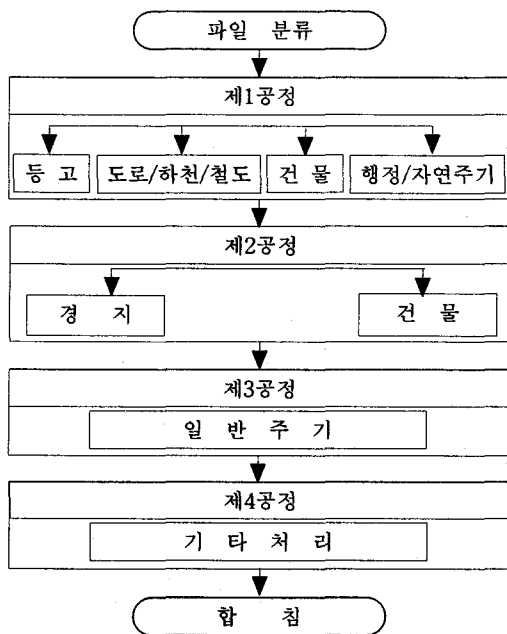 파일 분류
제1공정
등 고 도로/하천/철도 건 물 행정/자연주기
제2공정
경 지 건 물
제3공정
일 반 주 기
제4공정
기 타 처 리
합 침